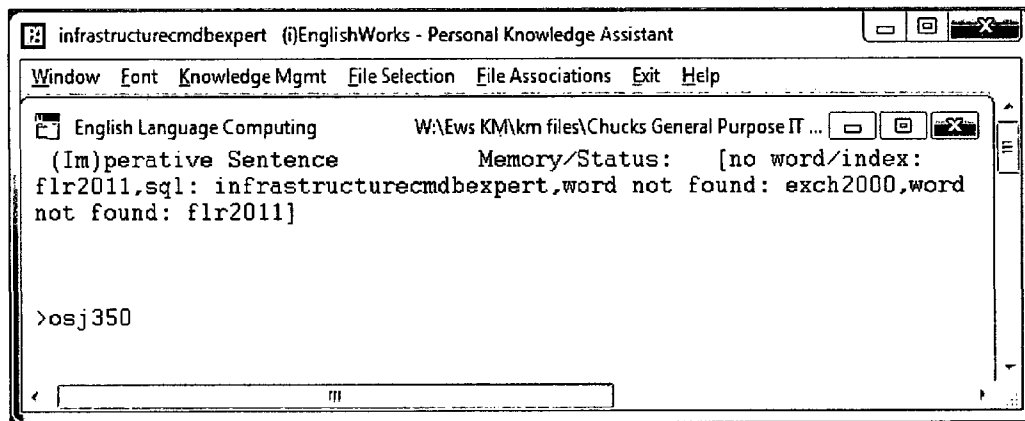 infrastructurecmdbexpert (i)EnglishWorks - Personal Knowledge Assistant
Window Font Knowledge Mgmt File Selection File Associations Exit Help
English Language Computing W:\Ews KM\km files\Chucks General Purpose IT ...
(Im)perative Sentence Memory/Status: [no word/index:
flr2011,sql: infrastructurecmdbexpert,word not found: exch2000,word
not found: flr2011]
>osj350